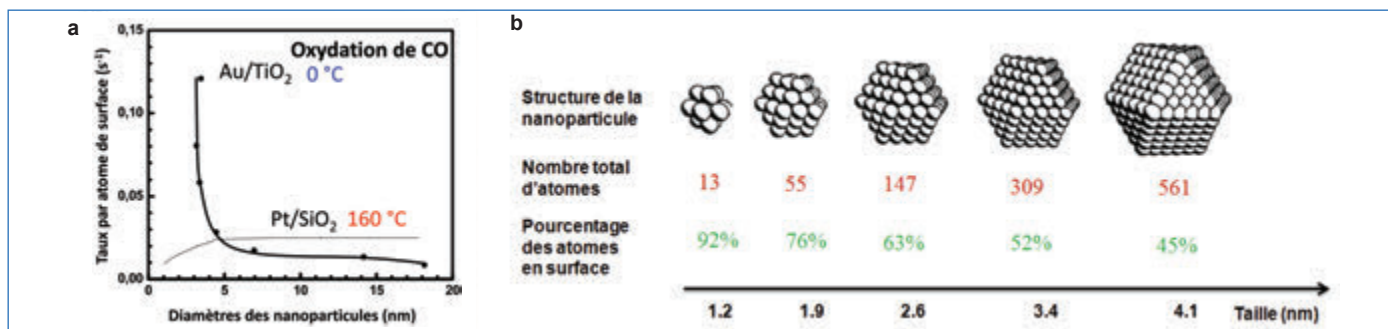 a
Oxydation de CO
Au/TiO₂ 0 °C
Pt/SiO₂ 160 °C
Taux par atome de surface (s⁻¹)
0,15
0,10
0,05
0,00
0 5 10 15 20
Diamètres des nanoparticules (nm)
b
Structure de la
nanoparticule
Nombre total
d'atomes
13 55 147 309 561
Pourcentage
des atomes
en surface
92% 76% 63% 52% 45%
1.2 1.9 2.6 3.4 4.1 Taille (nm)